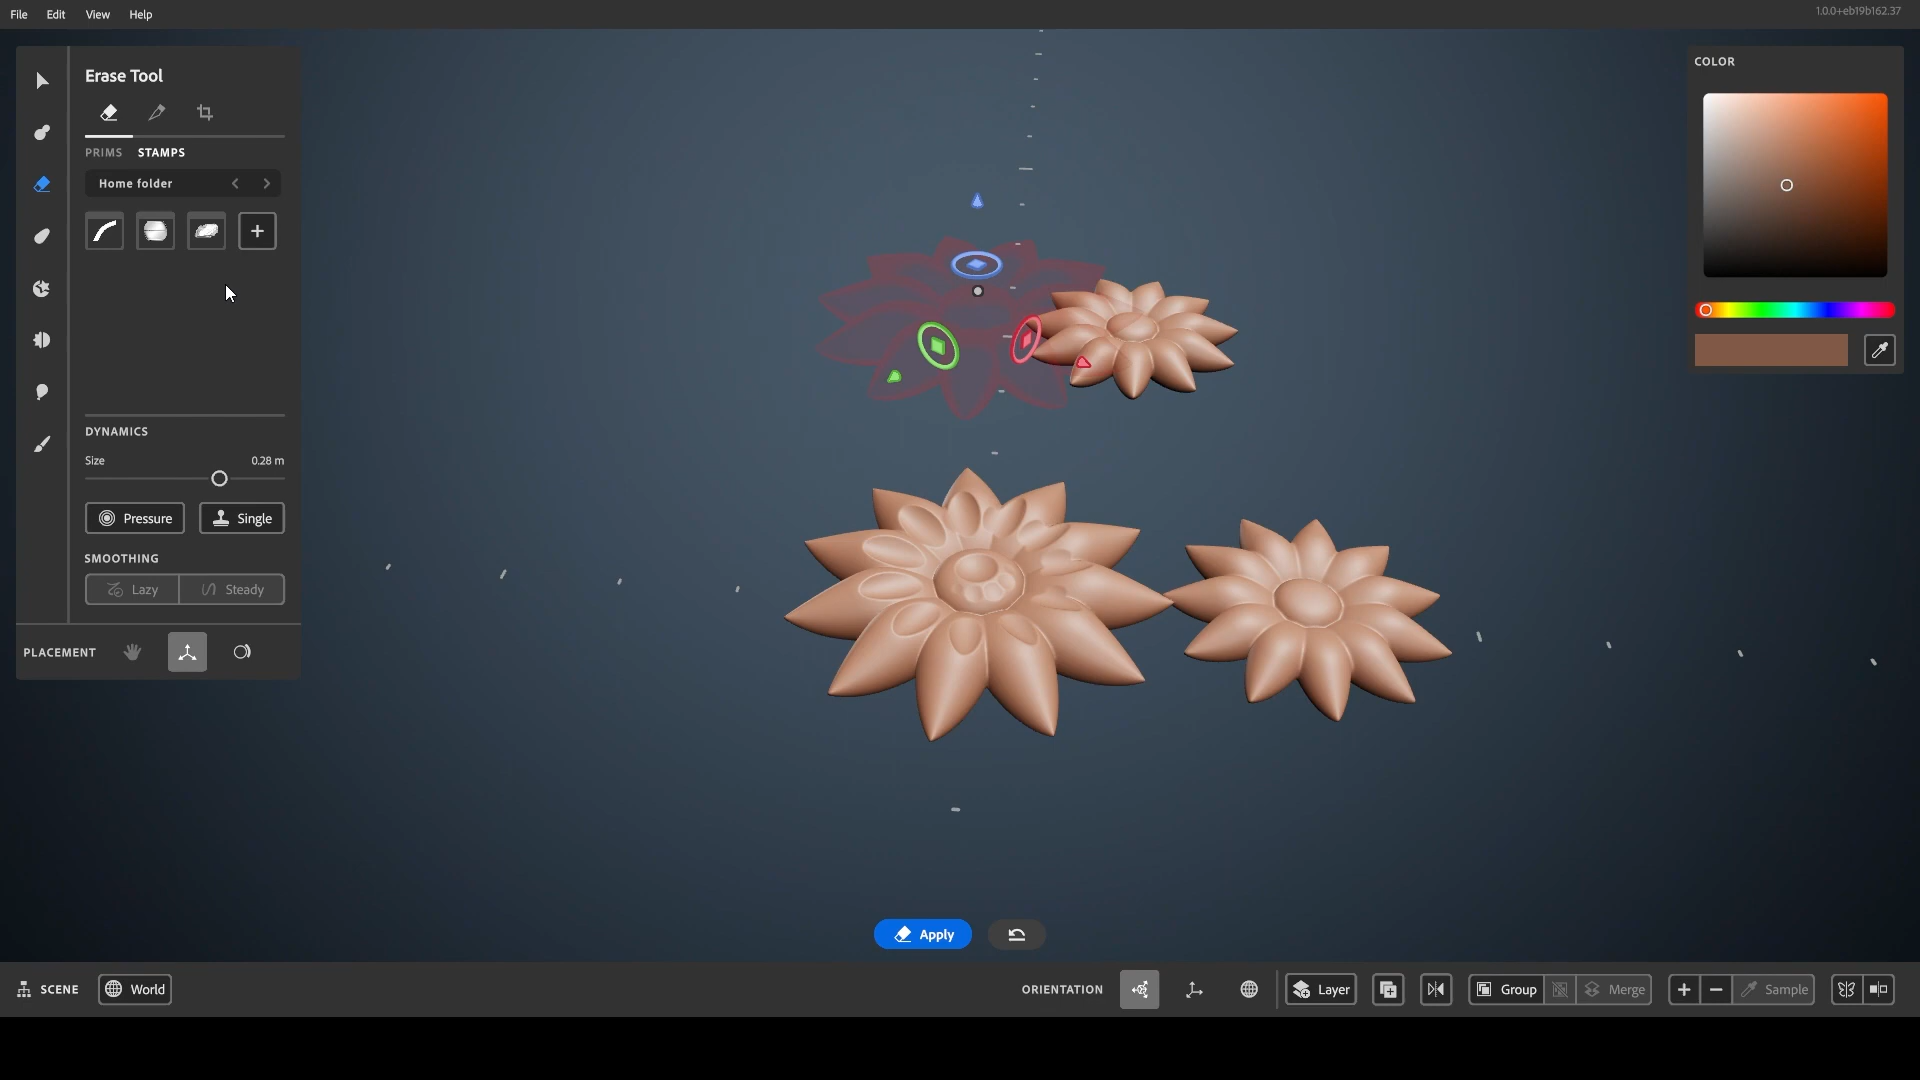 File Edit View Help
1.0.0+eb19b162.37
Erase Tool
COLOR
PRIMS STAMPS
Home folder
DYNAMICS
Size 0.28 m
Pressure Single
SMOOTHING
Lazy Steady
PLACEMENT
Apply
SCENE World ORIENTATION Layer Group Merge Sample